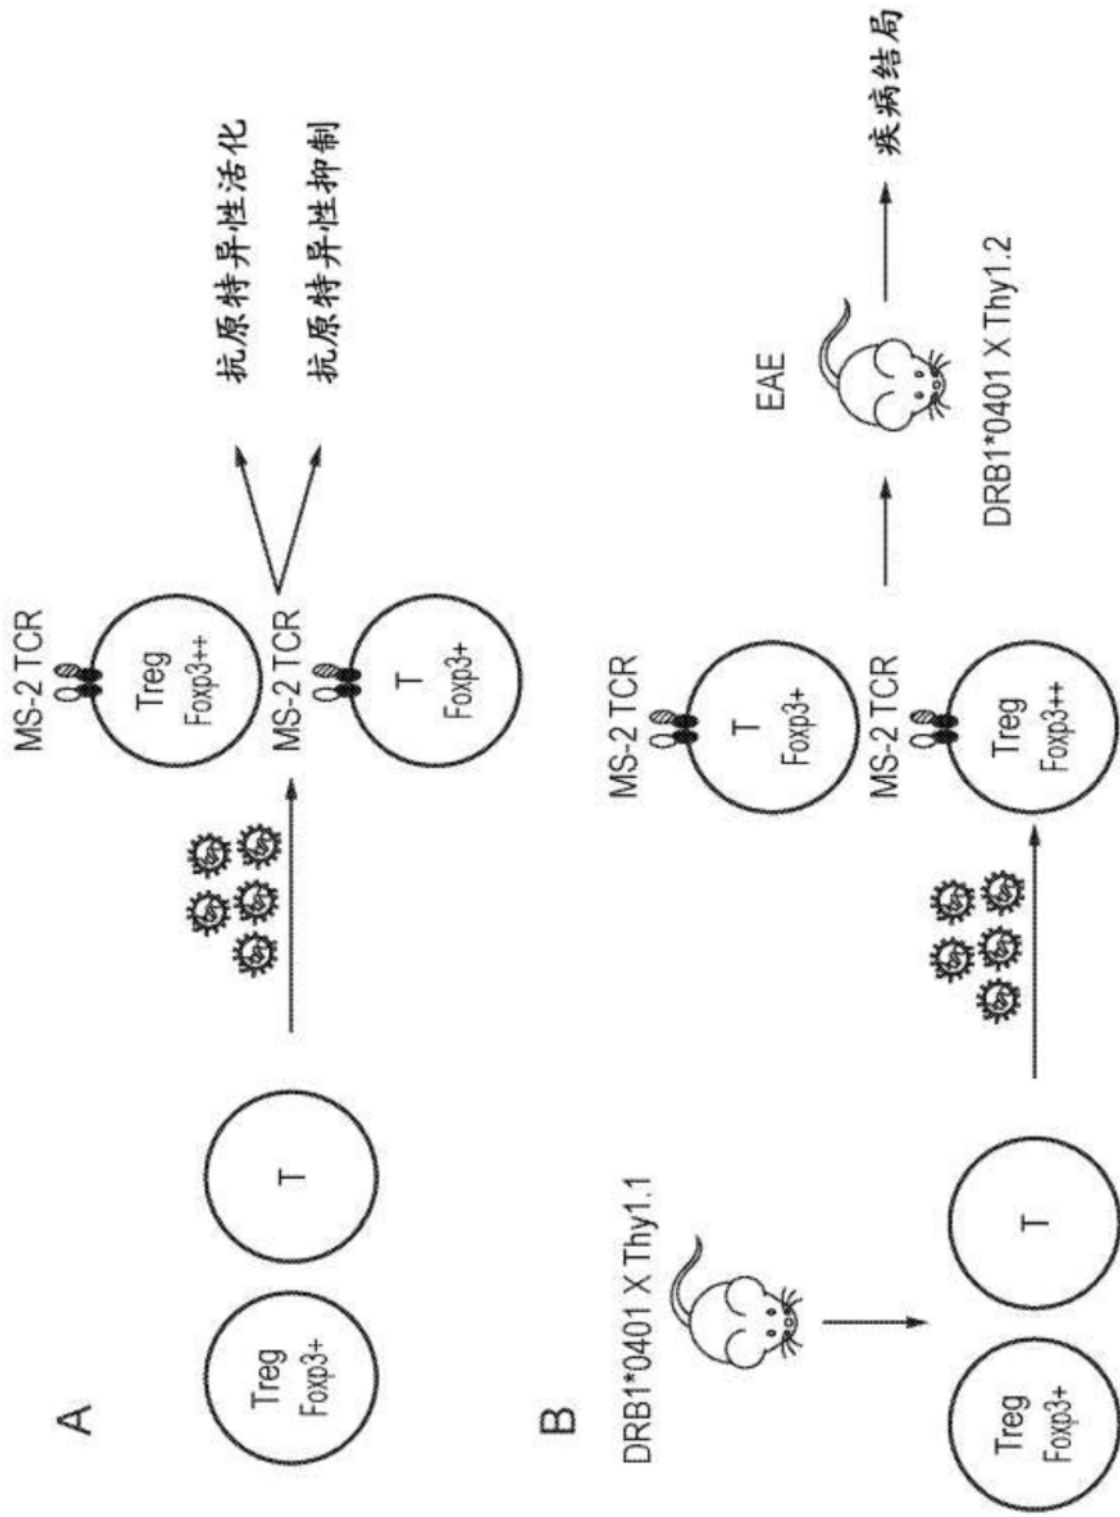 A
Treg
Foxp3+
T
MS-2 TCR
Treg
Foxp3++
MS-2 TCR
T
Foxp3+
抗原特异性活化
抗原特异性抑制
B
DRB1*0401 X Thy1.1
Treg
Foxp3+
T
MS-2 TCR
T
Foxp3+
MS-2 TCR
Treg
Foxp3++
EAE
DRB1*0401 X Thy1.2
疾病结局